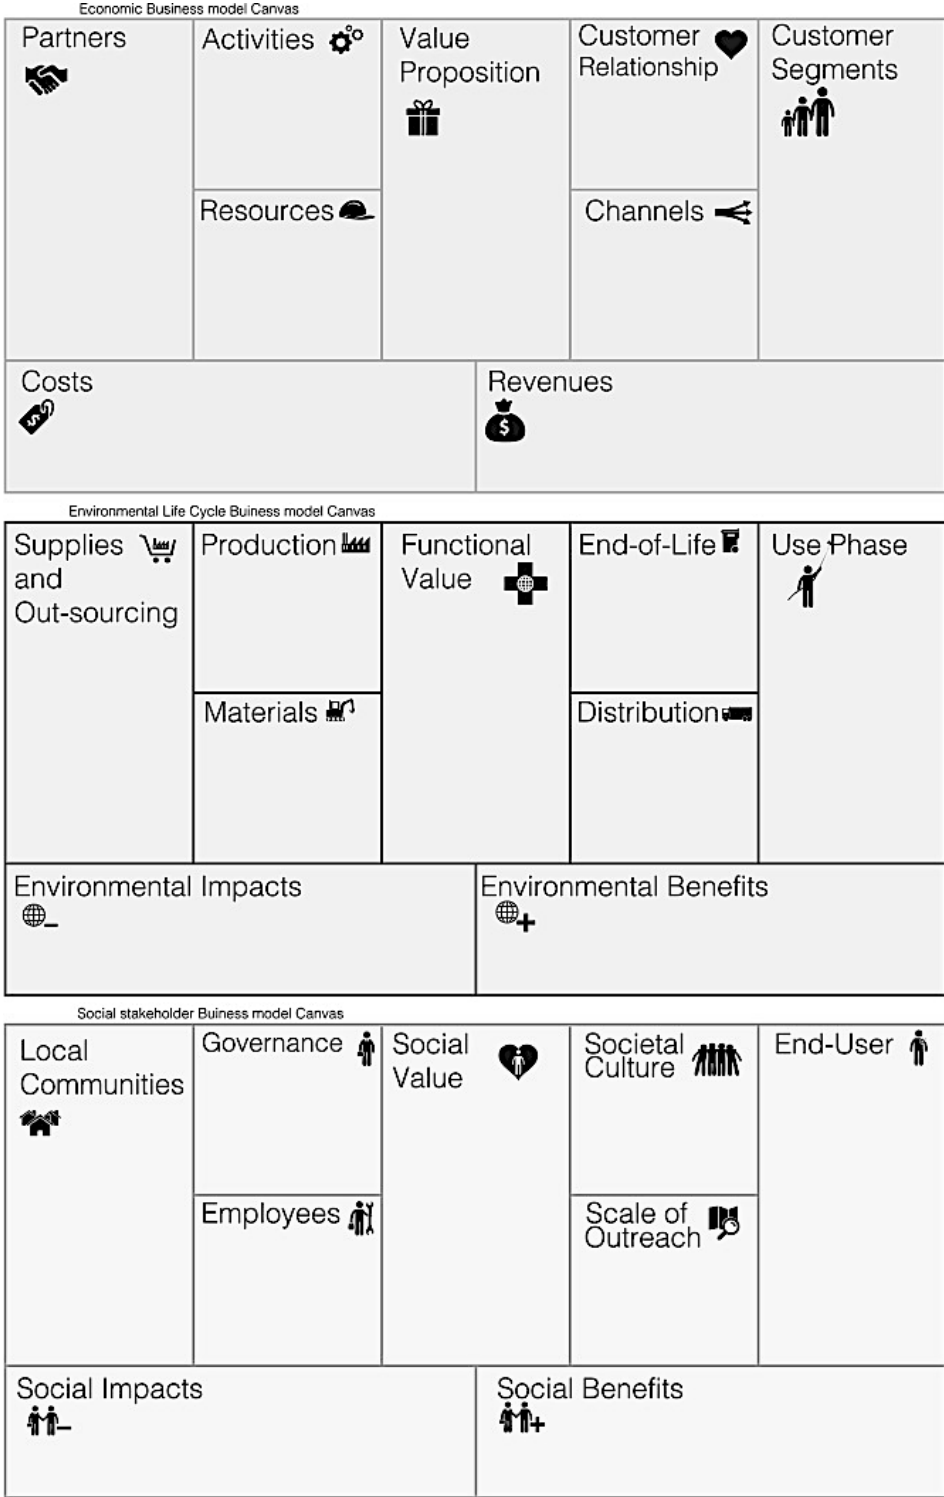 Economic Business model Canvas
Partners
Activities
Value
Proposition
Customer
Relationship
Customer
Segments
Resources
Channels
Costs
$
Revenues
$
Environmental Life Cycle Buiness model Canvas
Supplies
and
Out-sourcing
Production
Functional
Value
End-of-Life
Use Phase
Materials
Distribution
Environmental Impacts
Environmental Benefits
Social stakeholder Buiness model Canvas
Local
Communities
Governance
Social
Value
Societal
Culture
End-User
Employees
Scale of
Outreach
Social Impacts
Social Benefits